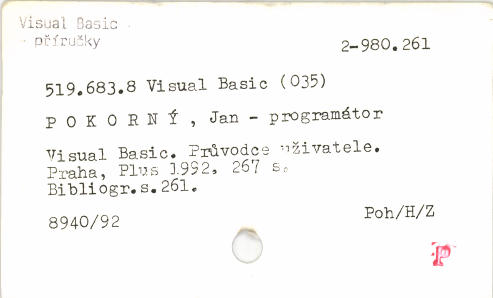 Visual Basic -
- příručky
2-980.261
519.683.8 Visual Basic (035)
P O K O R N Ý , Jan - programátor
Visual Basic. Průvodce uživatele.
Praha, Plus 1992, 267 s.
Bibliogr.s.261.
8940/92
Poh/H/Z
P